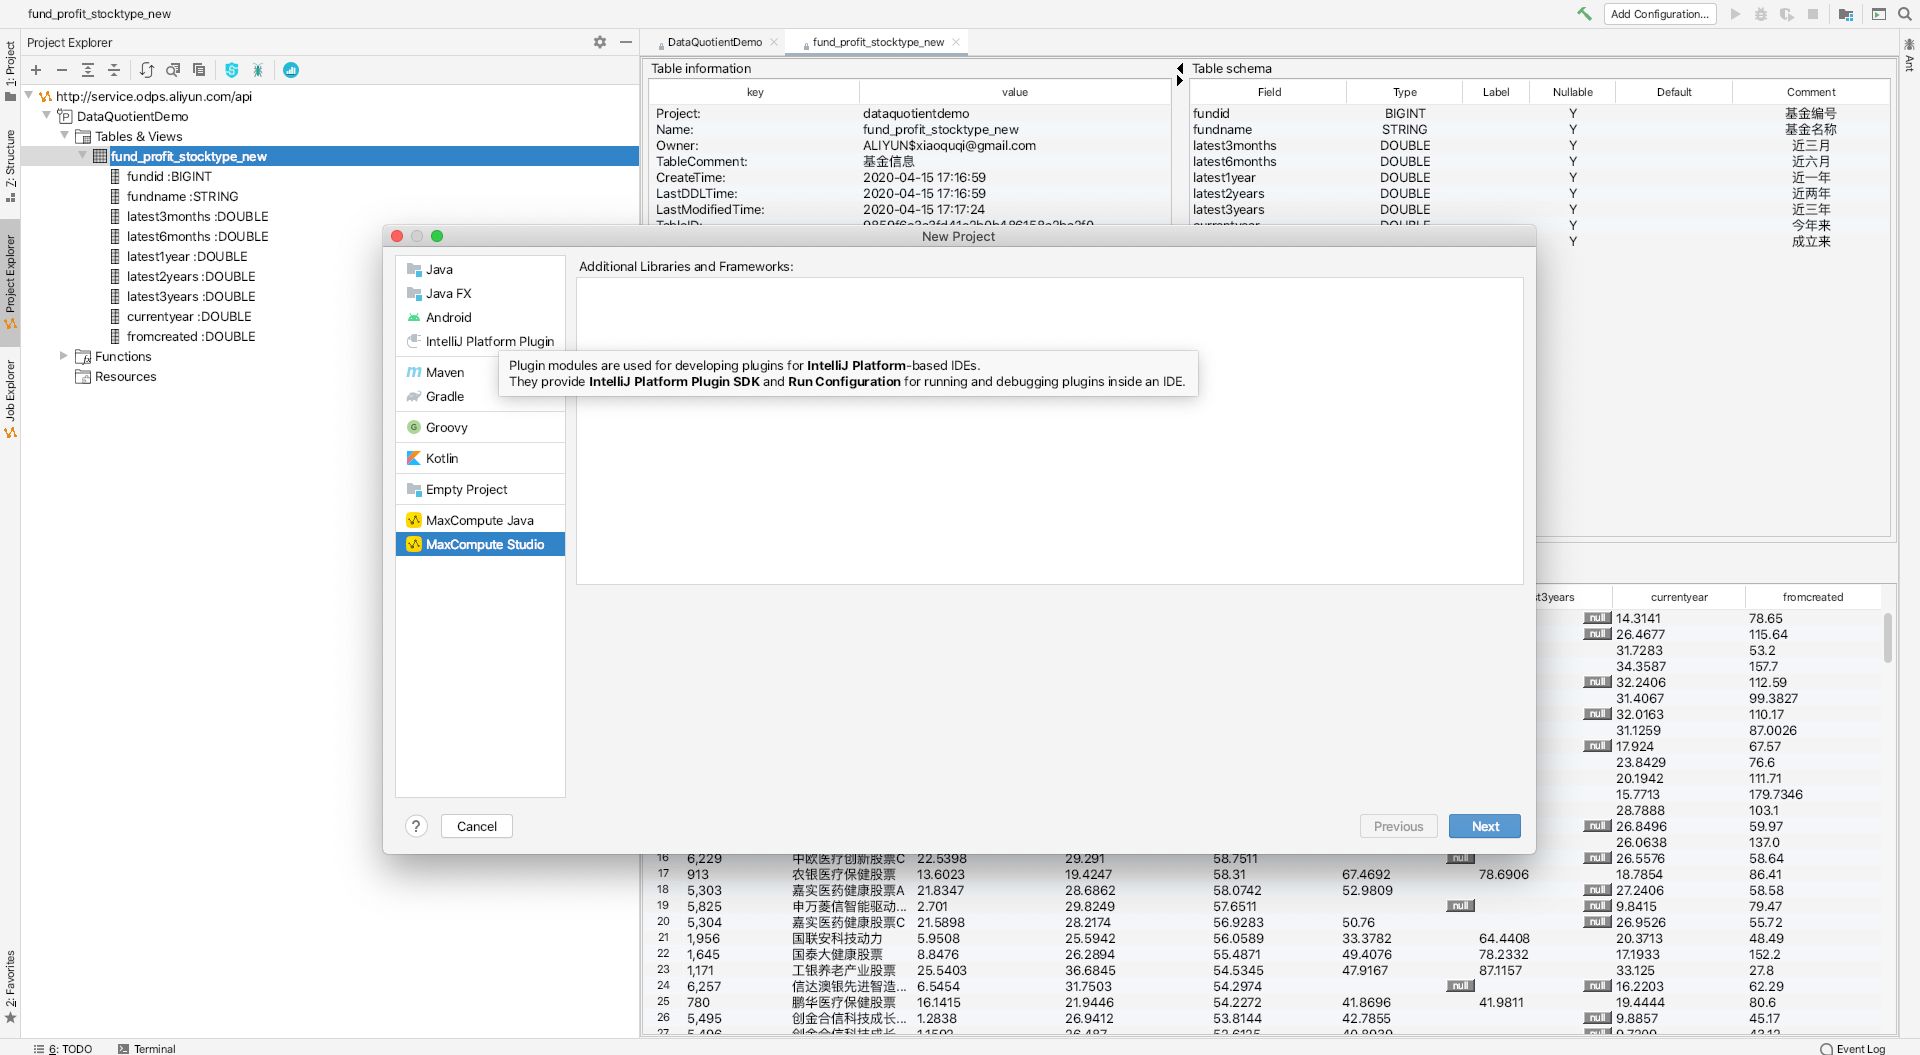 fund_profit_stocktype_new
Add Configuration...
Project Explorer
DataQuotientDemo
fund_profit_stocktype_new
1: Project
Z: Structure
Project Explorer
Job Explorer
2: Favorites
Ant
http://service.odps.aliyun.com/api
DataQuotientDemo
Tables & Views
fund_profit_stocktype_new
fundid :BIGINT
fundname :STRING
latest3months :DOUBLE
latest6months :DOUBLE
latest1year :DOUBLE
latest2years :DOUBLE
latest3years :DOUBLE
currentyear :DOUBLE
fromcreated :DOUBLE
Functions
Resources
Table information
key value
Project: dataquotientdemo
Name: fund_profit_stocktype_new
Owner: ALIYUN$xiaoquqi@gmail.com
TableComment: 基金信息
CreateTime: 2020-04-15 17:16:59
LastDDLTime: 2020-04-15 17:16:59
LastModifiedTime: 2020-04-15 17:17:24
Table schema
Field Type Label Nullable Default Comment
fundid BIGINT Y 基金编号
fundname STRING Y 基金名称
latest3months DOUBLE Y 近三月
latest6months DOUBLE Y 近六月
latest1year DOUBLE Y 近一年
latest2years DOUBLE Y 近两年
latest3years DOUBLE Y 近三年
currentyear Y 今年来
Y 成立来
New Project
Java
Java FX
Android
IntelliJ Platform Plugin
Maven
Gradle
Groovy
Kotlin
Empty Project
MaxCompute Java
MaxCompute Studio
Additional Libraries and Frameworks:
Plugin modules are used for developing plugins for IntelliJ Platform-based IDEs.
They provide IntelliJ Platform Plugin SDK and Run Configuration for running and debugging plugins inside an IDE.
?
Cancel
Previous
Next
st3years currentyear fromcreated
null 14.3141 78.65
null 26.4677 115.64
31.7283 53.2
34.3587 157.7
null 32.2406 112.59
31.4067 99.3827
null 32.0163 110.17
31.1259 87.0026
null 17.924 67.57
23.8429 76.6
20.1942 111.71
15.7713 179.7346
28.7888 103.1
null 26.8496 59.97
26.0638 137.0
16 6,229 中欧医疗创新股票C 22.5398 29.291 58.7511 null null 26.5576 58.64
17 913 农银医疗保健股票 13.6023 19.4247 58.31 67.4692 78.6906 18.7854 86.41
18 5,303 嘉实医药健康股票A 21.8347 28.6862 58.0742 52.9809 null 27.2406 58.58
19 5,825 申万菱信智能驱动... 2.701 29.8249 57.6511 null null 9.8415 79.47
20 5,304 嘉实医药健康股票C 21.5898 28.2174 56.9283 50.76 null 26.9526 55.72
21 1,956 国联安科技动力 5.9508 25.5942 56.0589 33.3782 64.4408 20.3713 48.49
22 1,645 国泰大健康股票 8.8476 26.2894 55.4871 49.4076 78.2332 17.1933 152.2
23 1,171 工银养老产业股票 25.5403 36.6845 54.5345 47.9167 87.1157 33.125 27.8
24 6,257 信达澳银先进智造... 6.5454 31.7503 54.2974 null null 16.2203 62.29
25 780 鹏华医疗保健股票 16.1415 21.9446 54.2272 41.8696 41.9811 19.4444 80.6
26 5,495 创金合信科技成长... 1.2838 26.9412 53.8144 42.7855 null 9.8857 45.17
6: TODO
Terminal
Event Log